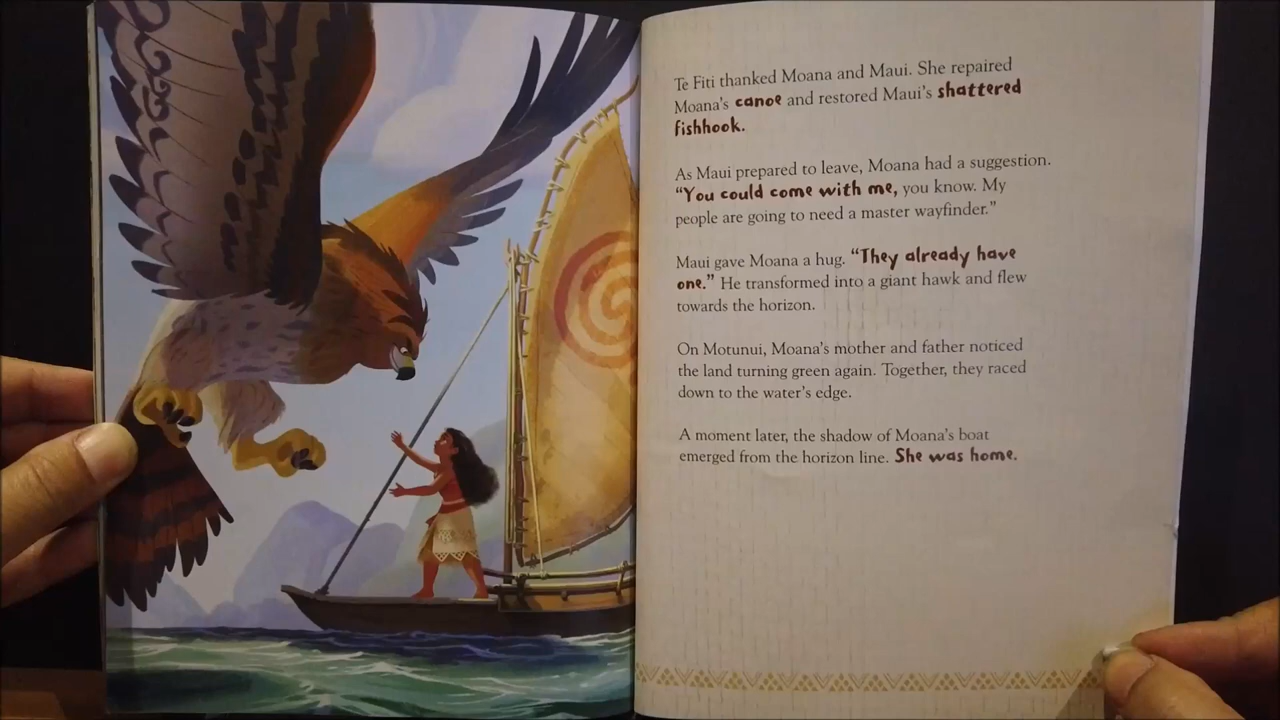 Te Fiti thanked Moana and Maui. She repaired
Moana's canoe and restored Maui's shattered
fishhook.
As Maui prepared to leave, Moana had a suggestion.
“You could come with me, you know. My
people are going to need a master wayfinder.”
Maui gave Moana a hug. “They already have
one.” He transformed into a giant hawk and flew
towards the horizon.
On Motunui, Moana's mother and father noticed
the land turning green again. Together, they raced
down to the water's edge.
A moment later, the shadow of Moana's boat
emerged from the horizon line. She was home.